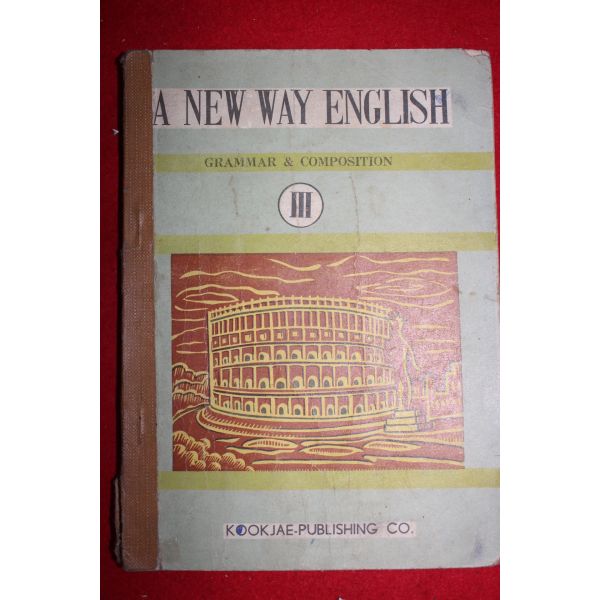 A NEW WAY ENGLISH
GRAMMAR & COMPOSITION
III
KOOKJAE-PUBLISHING CO.